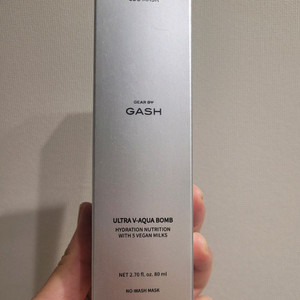 DEAR BY
GASH
ULTRA V-AQUA BOMB
HYDRATION NUTRITION
WITH 5 VEGAN MILKS
NET 2.70 fl. oz. 80 ml
NO-WASH MASK